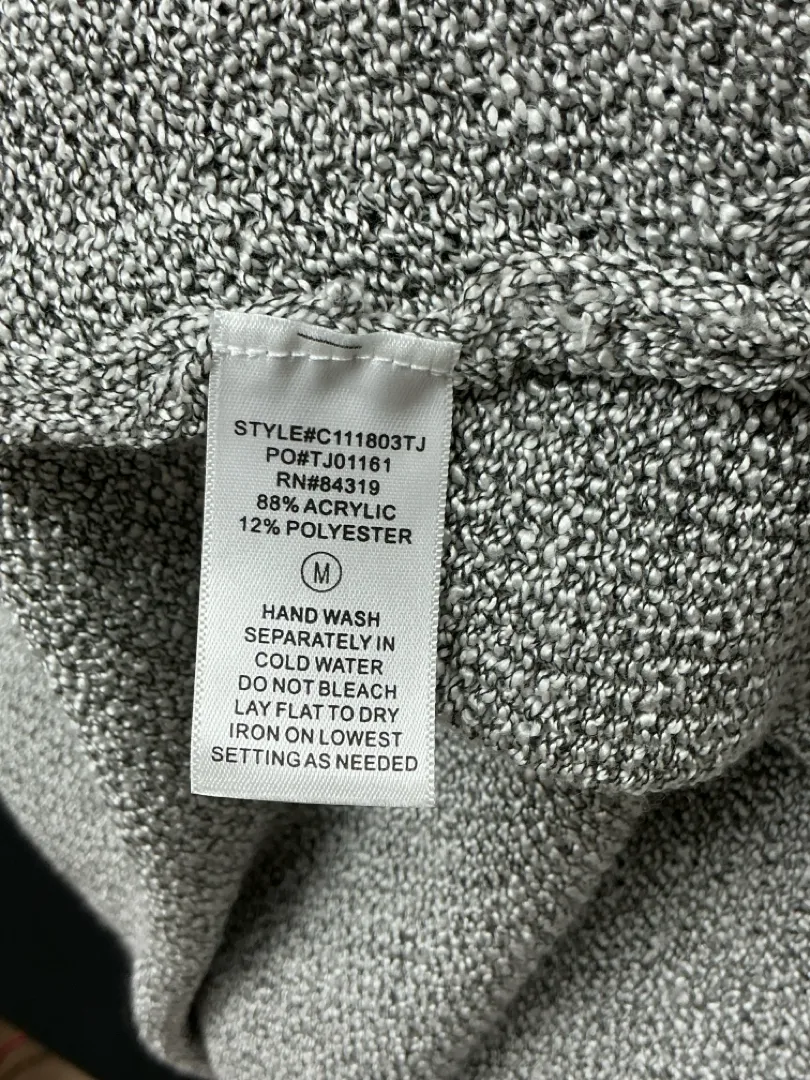 STYLE#C111803TJ
PO#TJ01161
RN#84319
88% ACRYLIC
12% POLYESTER
M
HAND WASH
SEPARATELY IN
COLD WATER
DO NOT BLEACH
LAY FLAT TO DRY
IRON ON LOWEST
SETTING AS NEEDED